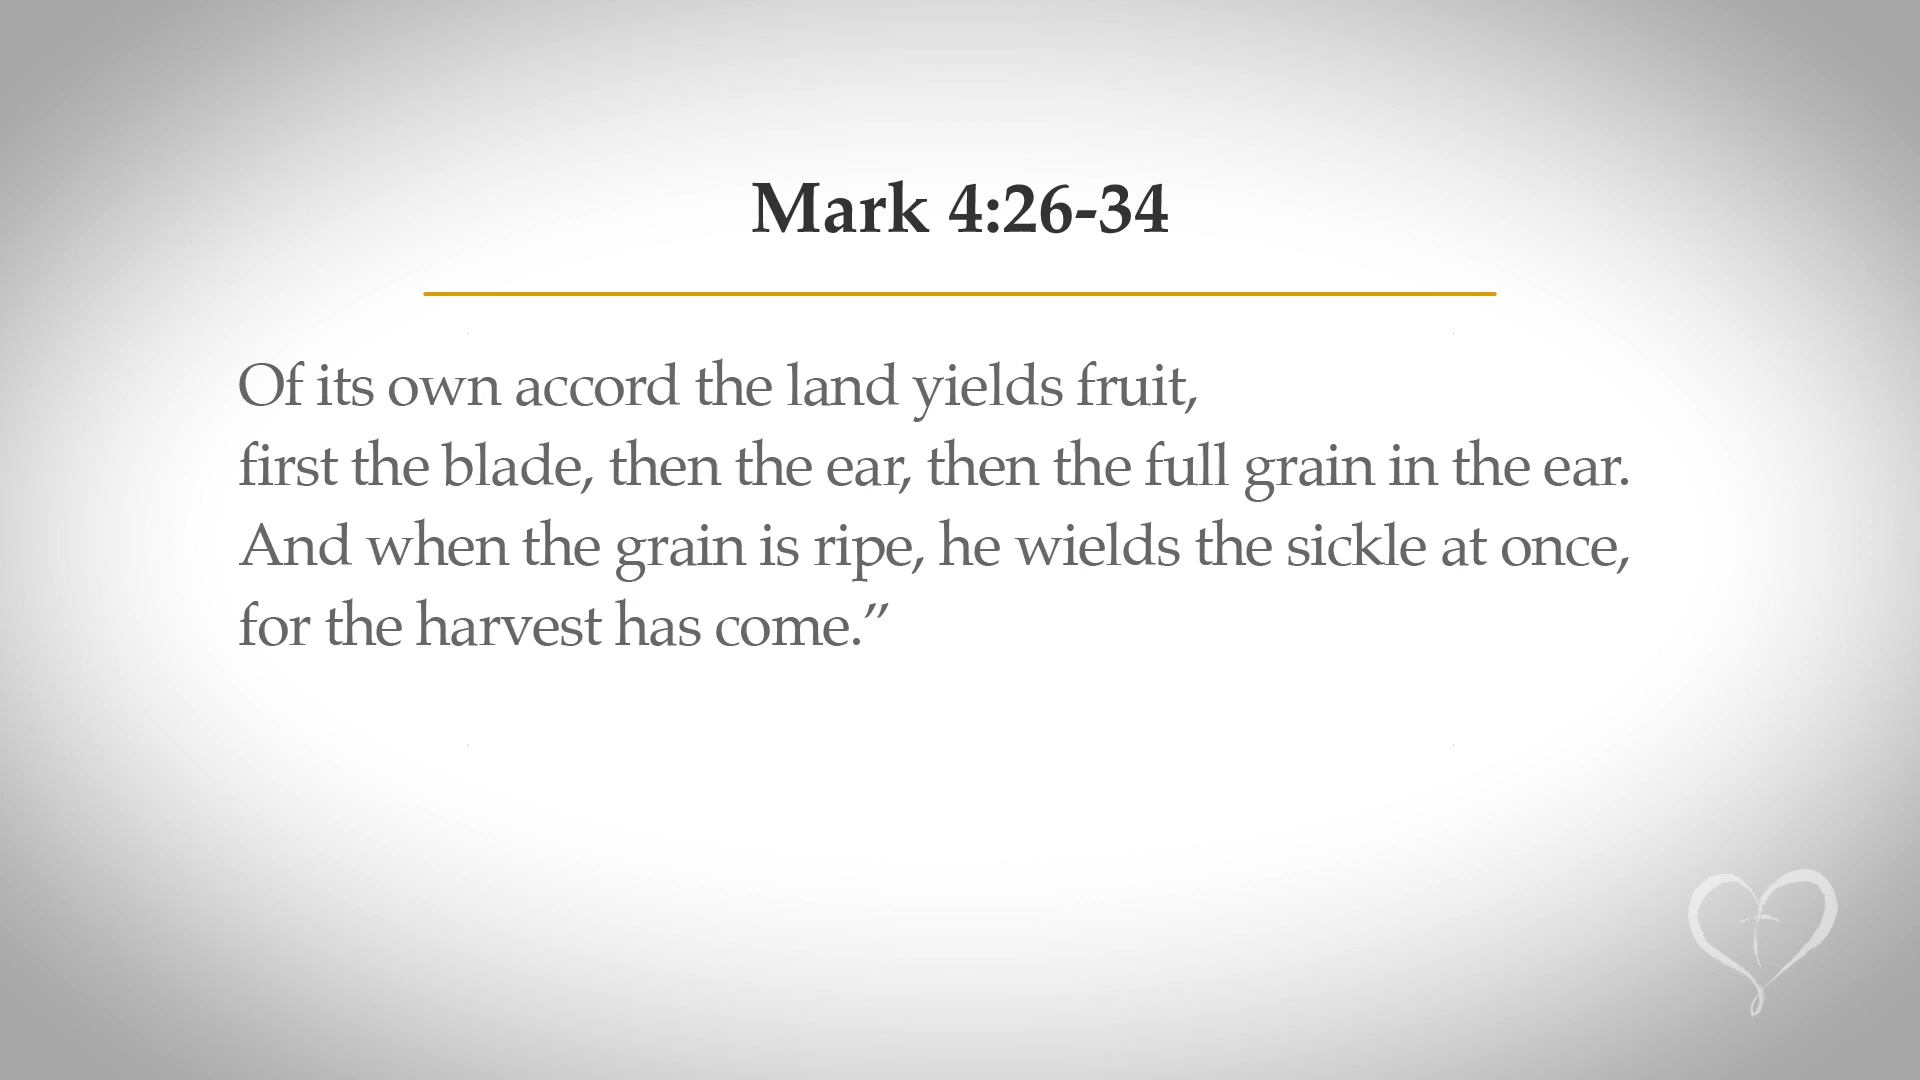 Mark 4:26-34
Of its own accord the land yields fruit,
first the blade, then the ear, then the full grain in the ear.
And when the grain is ripe, he wields the sickle at once,
for the harvest has come.”